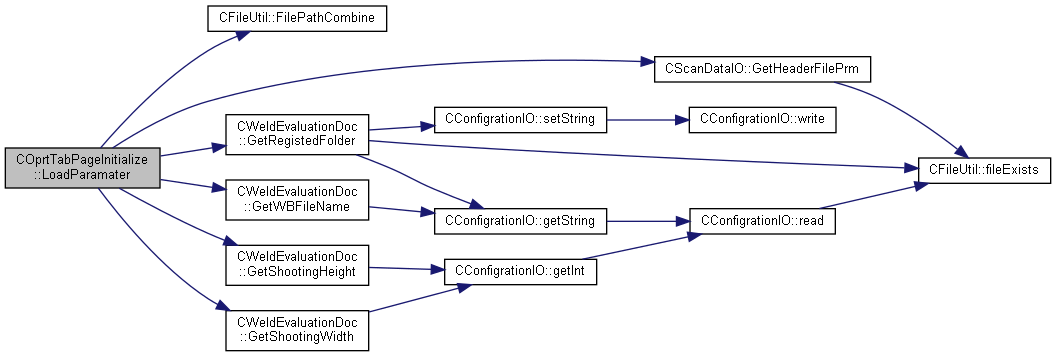 CFileUtil::FilePathCombine
CScanDataIO::GetHeaderFilePrm
CConfigrationIO::setString
CConfigrationIO::write
CWeldEvaluationDoc
::GetRegistedFolder
COprtTabPageInitialize
::LoadParamater
CFileUtil::fileExists
CWeldEvaluationDoc
::GetWBFileName
CConfigrationIO::getString
CConfigrationIO::read
CWeldEvaluationDoc
::GetShootingHeight
CConfigrationIO::getInt
CWeldEvaluationDoc
::GetShootingWidth